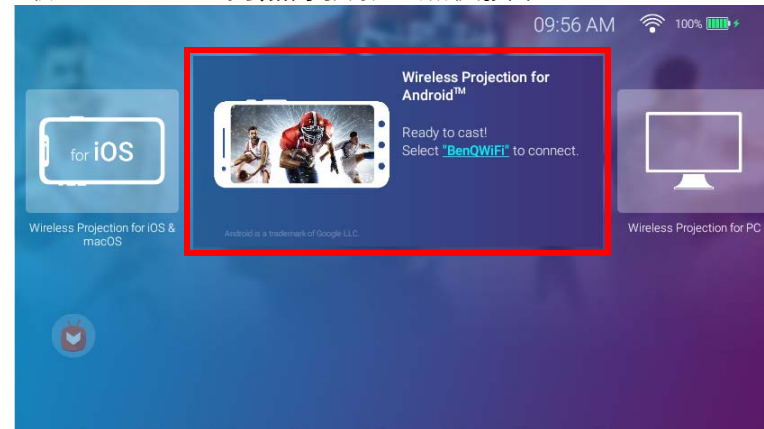 09:56 AM
100%
Wireless Projection for
Android™
Ready to cast!
Select "BenQWiFi" to connect.
for iOS
Android is a trademark of Google LLC.
Wireless Projection for iOS &
macOS
Wireless Projection for PC